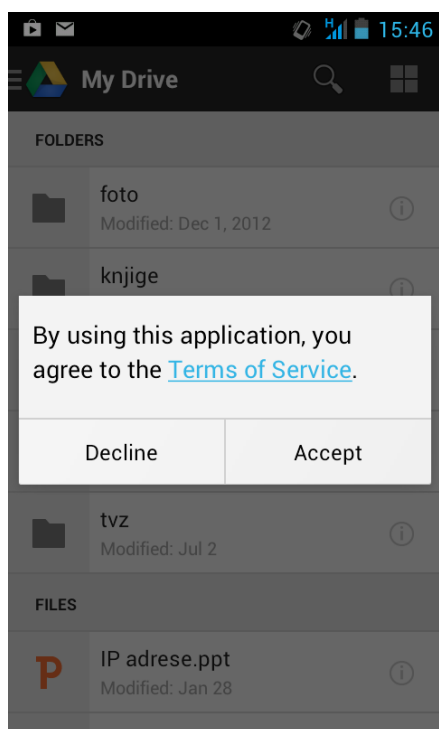 H
15:46
My Drive
FOLDERS
foto
Modified: Dec 1, 2012
knjige
By using this application, you
agree to the Terms of Service.
Decline
Accept
tvz
Modified: Jul 2
FILES
P
IP adrese.ppt
Modified: Jan 28